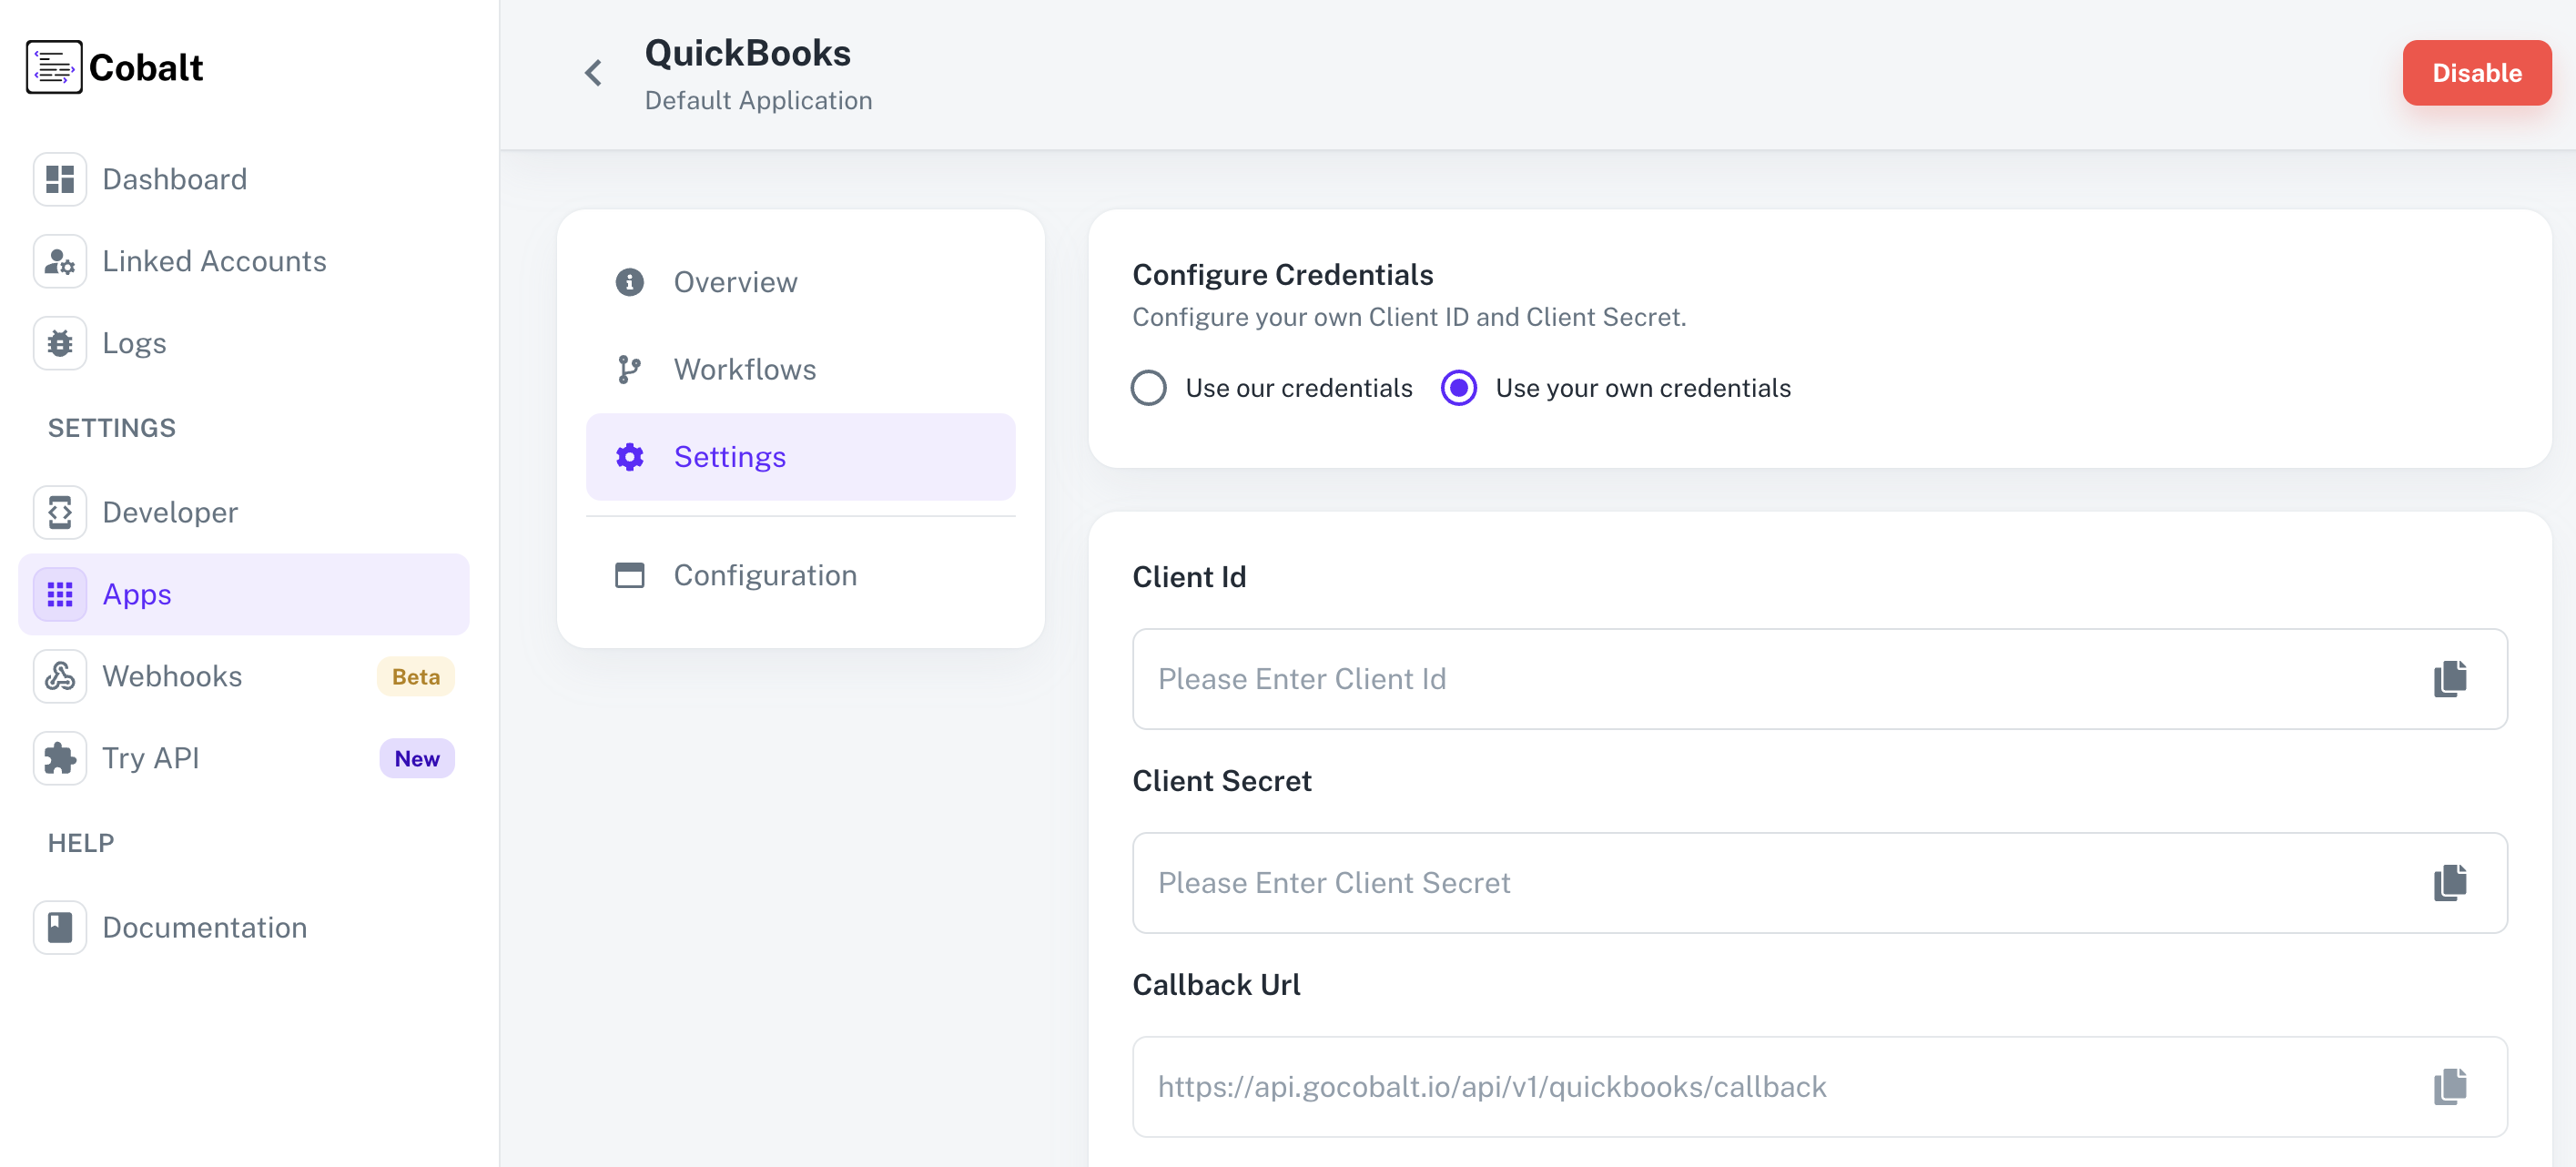 Cobalt
Dashboard
Linked Accounts
Logs
SETTINGS
Developer
Apps
Webhooks Beta
Try API New
HELP
Documentation
QuickBooks
Default Application
Disable
Overview
Workflows
Settings
Configuration
Configure Credentials
Configure your own Client ID and Client Secret.
Use our credentials Use your own credentials
Client Id
Please Enter Client Id
Client Secret
Please Enter Client Secret
Callback Url
https://api.gocobalt.io/api/v1/quickbooks/callback